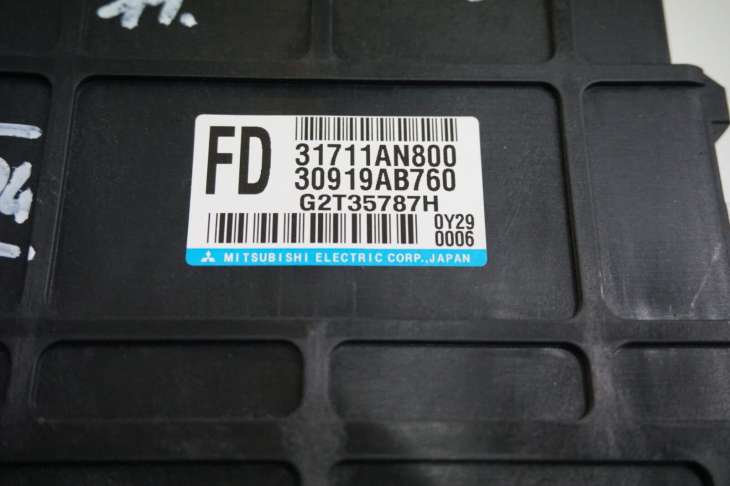 FD
31711AN800
30919AB760
G2T35787H
0Y29
0006
MITSUBISHI ELECTRIC CORP.,JAPAN